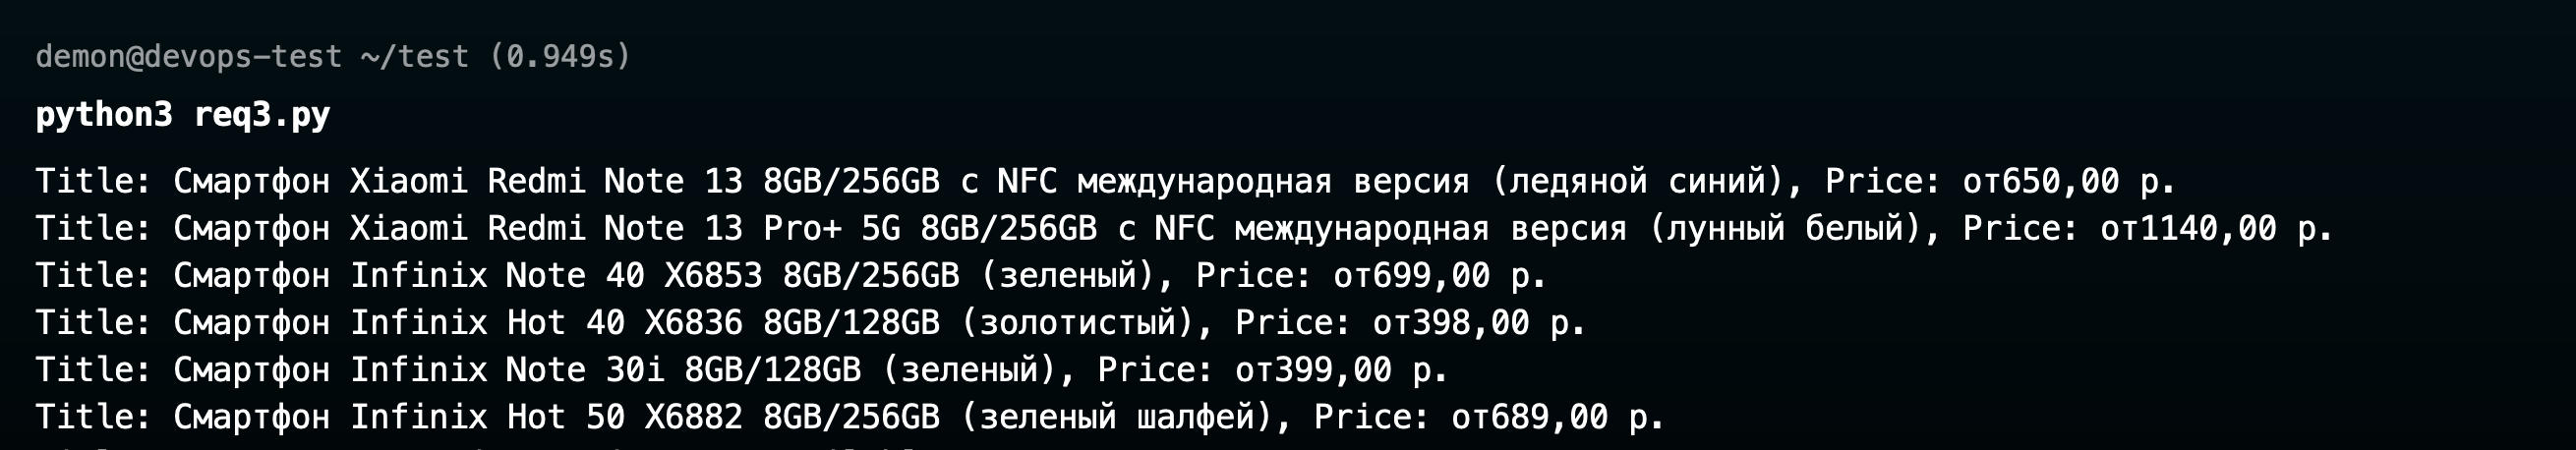 demon@devops-test ~/test (0.949s)
python3 req3.py
Title: Смартфон Xiaomi Redmi Note 13 8GB/256GB с NFC международная версия (ледяной синий), Price: от650,00 р.
Title: Смартфон Xiaomi Redmi Note 13 Pro+ 5G 8GB/256GB с NFC международная версия (лунный белый), Price: от1140,00 р.
Title: Смартфон Infinix Note 40 X6853 8GB/256GB (зеленый), Price: от699,00 р.
Title: Смартфон Infinix Hot 40 X6836 8GB/128GB (золотистый), Price: от398,00 р.
Title: Смартфон Infinix Note 30i 8GB/128GB (зеленый), Price: от399,00 р.
Title: Смартфон Infinix Hot 50 X6882 8GB/256GB (зеленый шалфей), Price: от689,00 р.